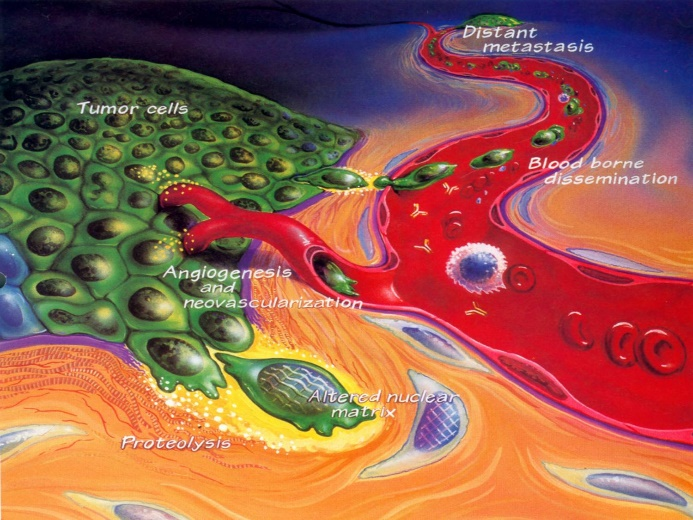 Distant
metastasis
Tumor cells
Blood borne
dissemination
Angiogenesis
and
neovascularization
Altered nuclear
matrix
Proteolysis